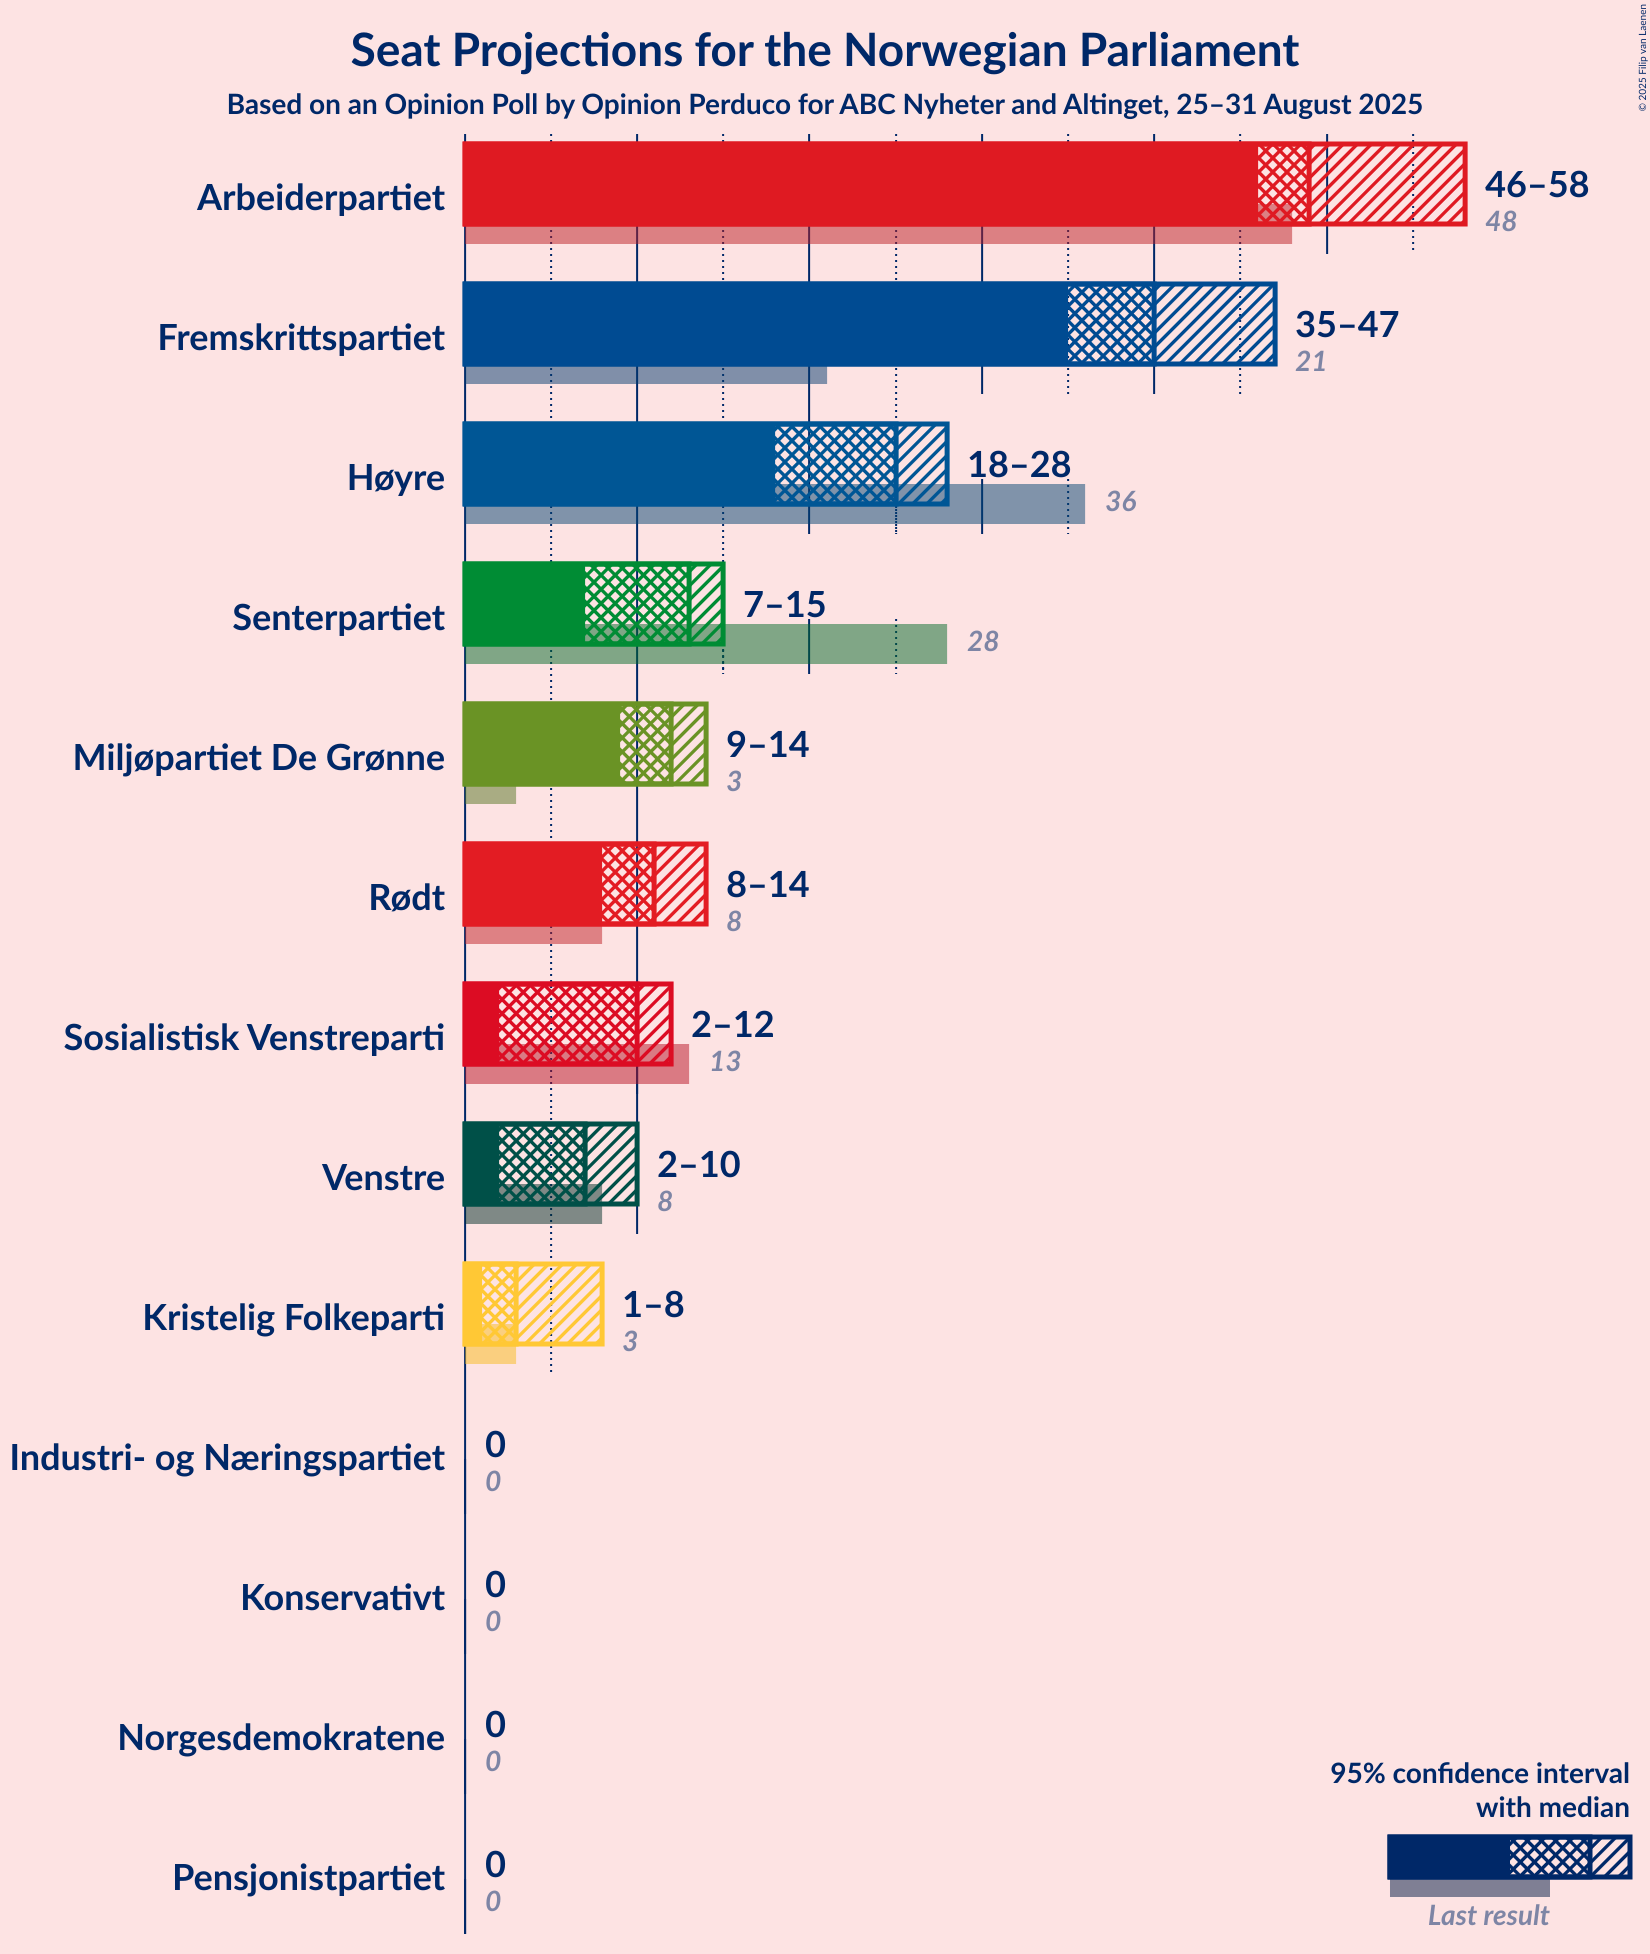 Seat Projections for the Norwegian Parliament
Based on an Opinion Poll by Opinion Perduco for ABC Nyheter and Altinget, 25–31 August 2025
© 2025 Filip van Laenen
Arbeiderpartiet
46–58
48
Fremskrittspartiet
35–47
21
Høyre
18–28
36
Senterpartiet
7–15
28
Miljøpartiet De Grønne
9–14
3
Rødt
8–14
8
Sosialistisk Venstreparti
2–12
13
Venstre
2–10
8
Kristelig Folkeparti
1–8
3
Industri- og Næringspartiet
0
0
Konservativt
0
0
Norgesdemokratene
0
0
Pensjonistpartiet
0
0
95% confidence interval
with median
Last result